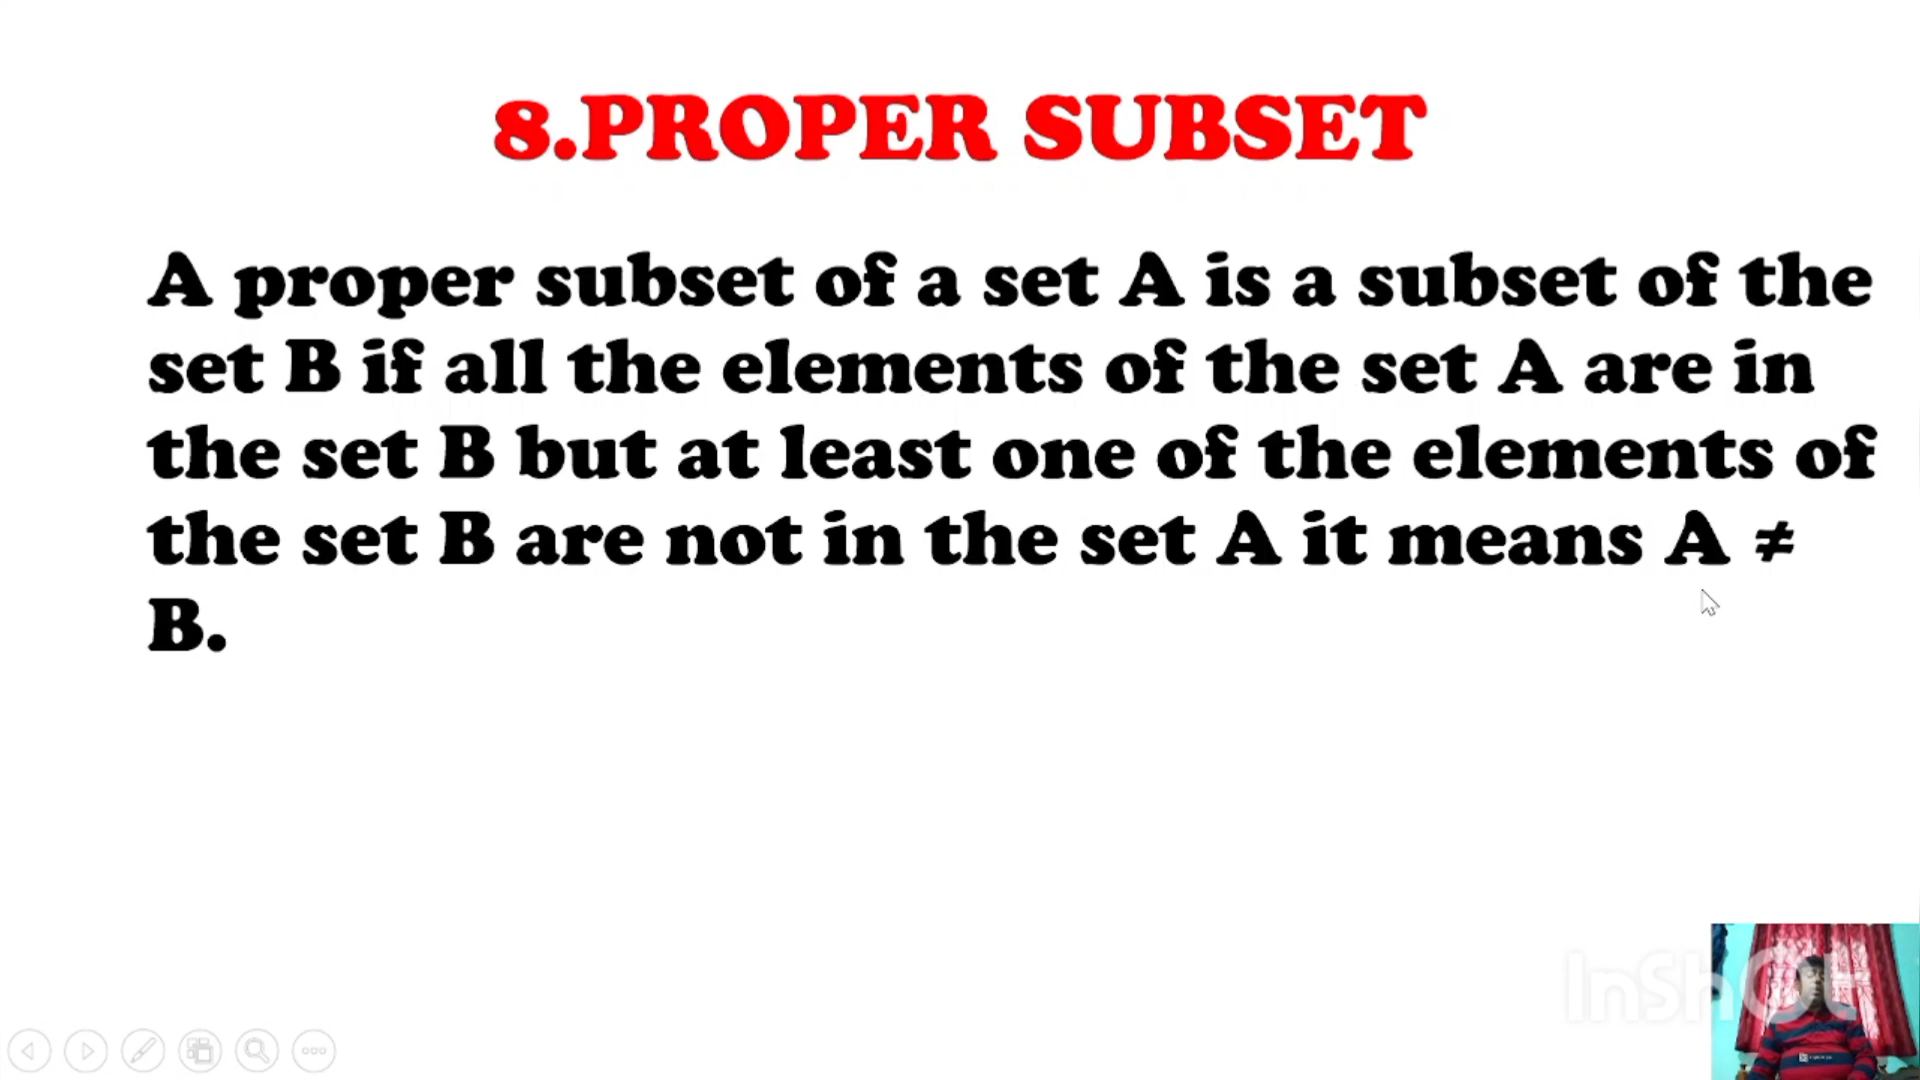 8.PROPER SUBSET
A proper subset of a set A is a subset of the
set B if all the elements of the set A are in
the set B but at least one of the elements of
the set B are not in the set A it means A ≠
B.
InShOt